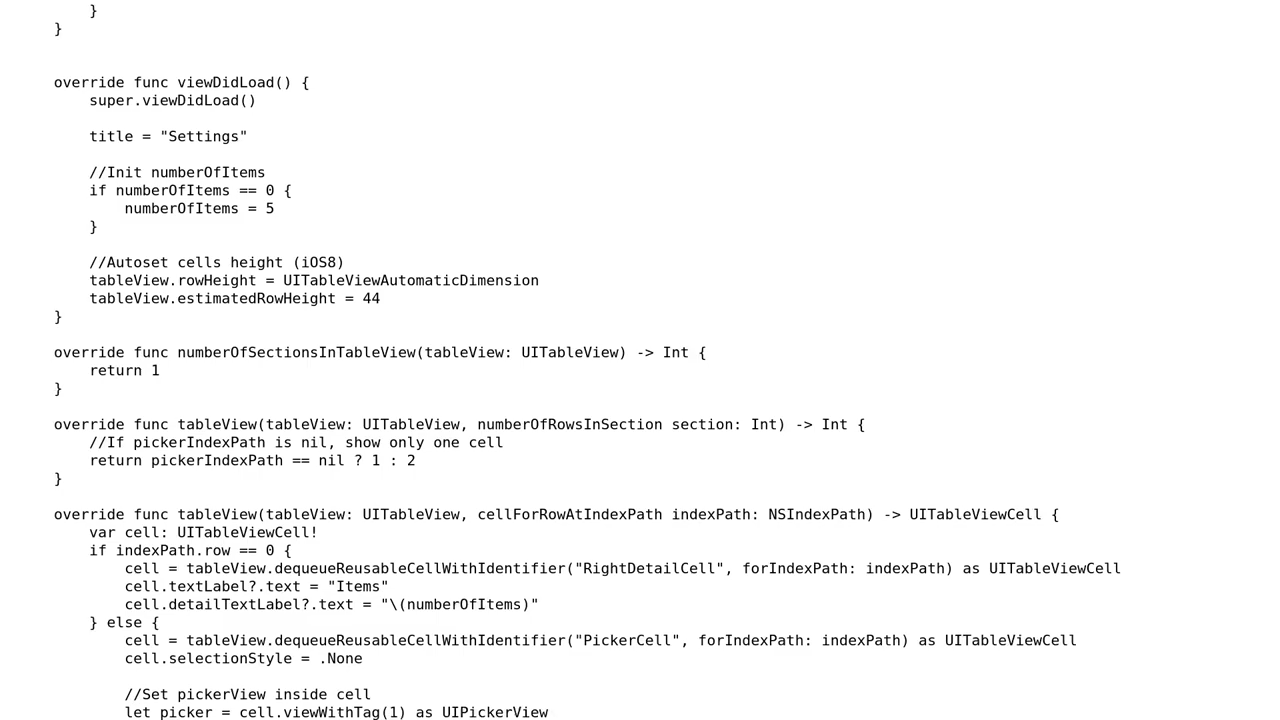 }
}
override func viewDidLoad() {
    super.viewDidLoad()
    title = "Settings"
    //Init numberOfItems
    if numberOfItems == 0 {
        numberOfItems = 5
    }
    //Autoset cells height (iOS8)
    tableView.rowHeight = UITableViewAutomaticDimension
    tableView.estimatedRowHeight = 44
}
override func numberOfSectionsInTableView(tableView: UITableView) -> Int {
    return 1
}
override func tableView(tableView: UITableView, numberOfRowsInSection section: Int) -> Int {
    //If pickerIndexPath is nil, show only one cell
    return pickerIndexPath == nil ? 1 : 2
}
override func tableView(tableView: UITableView, cellForRowAtIndexPath indexPath: NSIndexPath) -> UITableViewCell {
    var cell: UITableViewCell!
    if indexPath.row == 0 {
        cell = tableView.dequeueReusableCellWithIdentifier("RightDetailCell", forIndexPath: indexPath) as UITableViewCell
        cell.textLabel?.text = "Items"
        cell.detailTextLabel?.text = "\(numberOfItems)"
    } else {
        cell = tableView.dequeueReusableCellWithIdentifier("PickerCell", forIndexPath: indexPath) as UITableViewCell
        cell.selectionStyle = .None
        //Set pickerView inside cell
        let picker = cell.viewWithTag(1) as UIPickerView